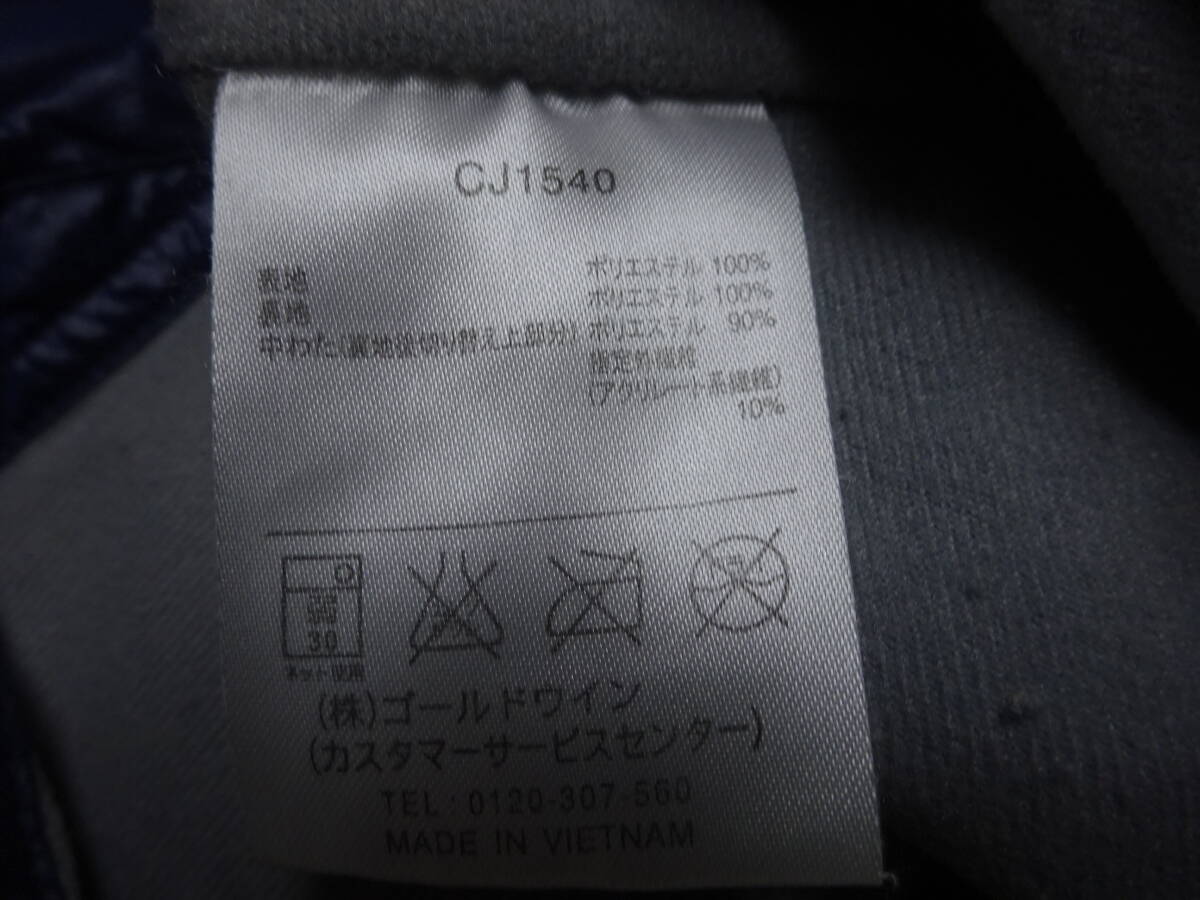 CJ1540
表地 ポリエステル 100%
裏地 ポリエステル 100%
中わた(裏地後切り替え上部分) ポリエステル 90%
指定外繊維
(アクリレート系繊維)
10%
弱
30
ネット使用
(株)ゴールドウイン
(カスタマーサービスセンター)
TEL:0120-307-560
MADE IN VIETNAM